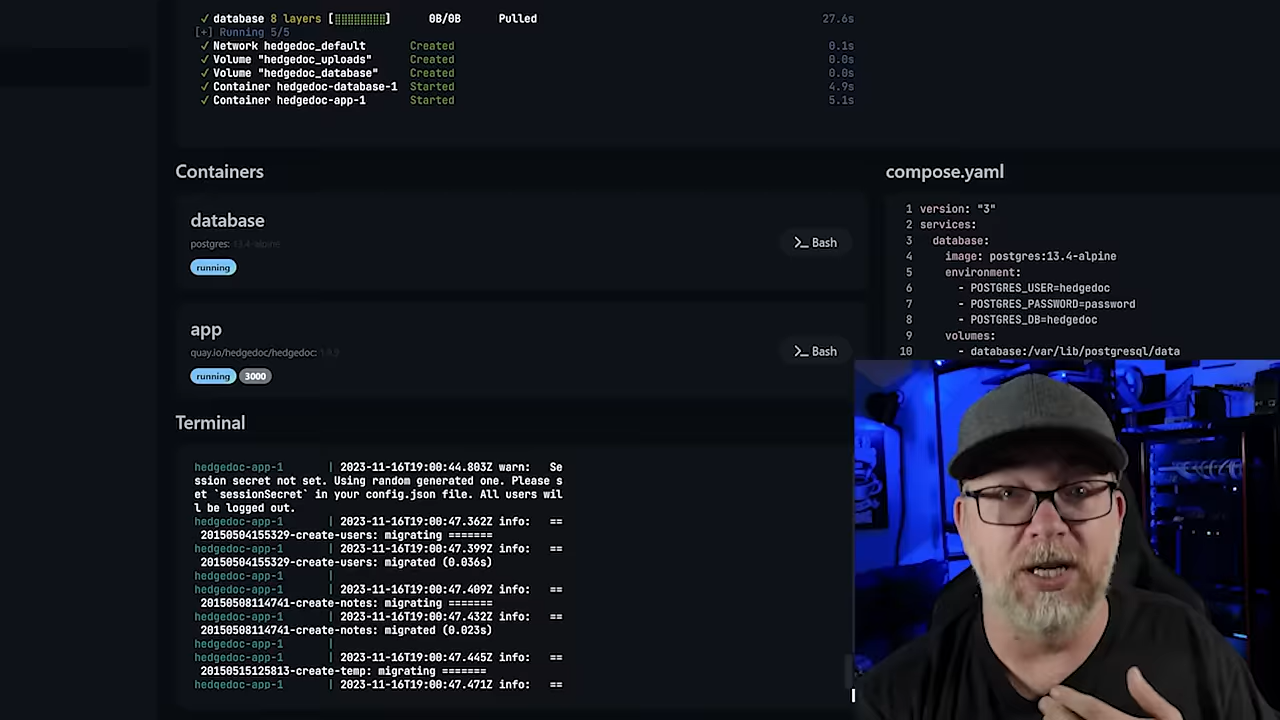 ✓ database 8 layers [⣿⣿⣿⣿⣿⣿⣿⣿] 0B/0B Pulled 27.6s
[+] Running 5/5
✓ Network hedgedoc_default Created 0.1s
✓ Volume "hedgedoc_uploads" Created 0.0s
✓ Volume "hedgedoc_database" Created 0.0s
✓ Container hedgedoc-database-1 Started 4.9s
✓ Container hedgedoc-app-1 Started 5.1s
Containers
database
postgres: 13.4-alpine
running
>_ Bash
app
quay.io/hedgedoc/hedgedoc: 1.9.9
running 3000
>_ Bash
Terminal
hedgedoc-app-1 | 2023-11-16T19:00:44.803Z warn: Se
ssion secret not set. Using random generated one. Please s
et `sessionSecret` in your config.json file. All users wil
l be logged out.
hedgedoc-app-1 | 2023-11-16T19:00:47.362Z info: ==
20150504155329-create-users: migrating =======
hedgedoc-app-1 | 2023-11-16T19:00:47.399Z info: ==
20150504155329-create-users: migrated (0.036s)
hedgedoc-app-1 |
hedgedoc-app-1 | 2023-11-16T19:00:47.409Z info: ==
20150508114741-create-notes: migrating =======
hedgedoc-app-1 | 2023-11-16T19:00:47.432Z info: ==
20150508114741-create-notes: migrated (0.023s)
hedgedoc-app-1 |
hedgedoc-app-1 | 2023-11-16T19:00:47.445Z info: ==
20150515125813-create-temp: migrating =======
hedgedoc-app-1 | 2023-11-16T19:00:47.471Z info: ==
compose.yaml
1 version: "3"
2 services:
3 database:
4 image: postgres:13.4-alpine
5 environment:
6 - POSTGRES_USER=hedgedoc
7 - POSTGRES_PASSWORD=password
8 - POSTGRES_DB=hedgedoc
9 volumes:
10 - database:/var/lib/postgresql/data